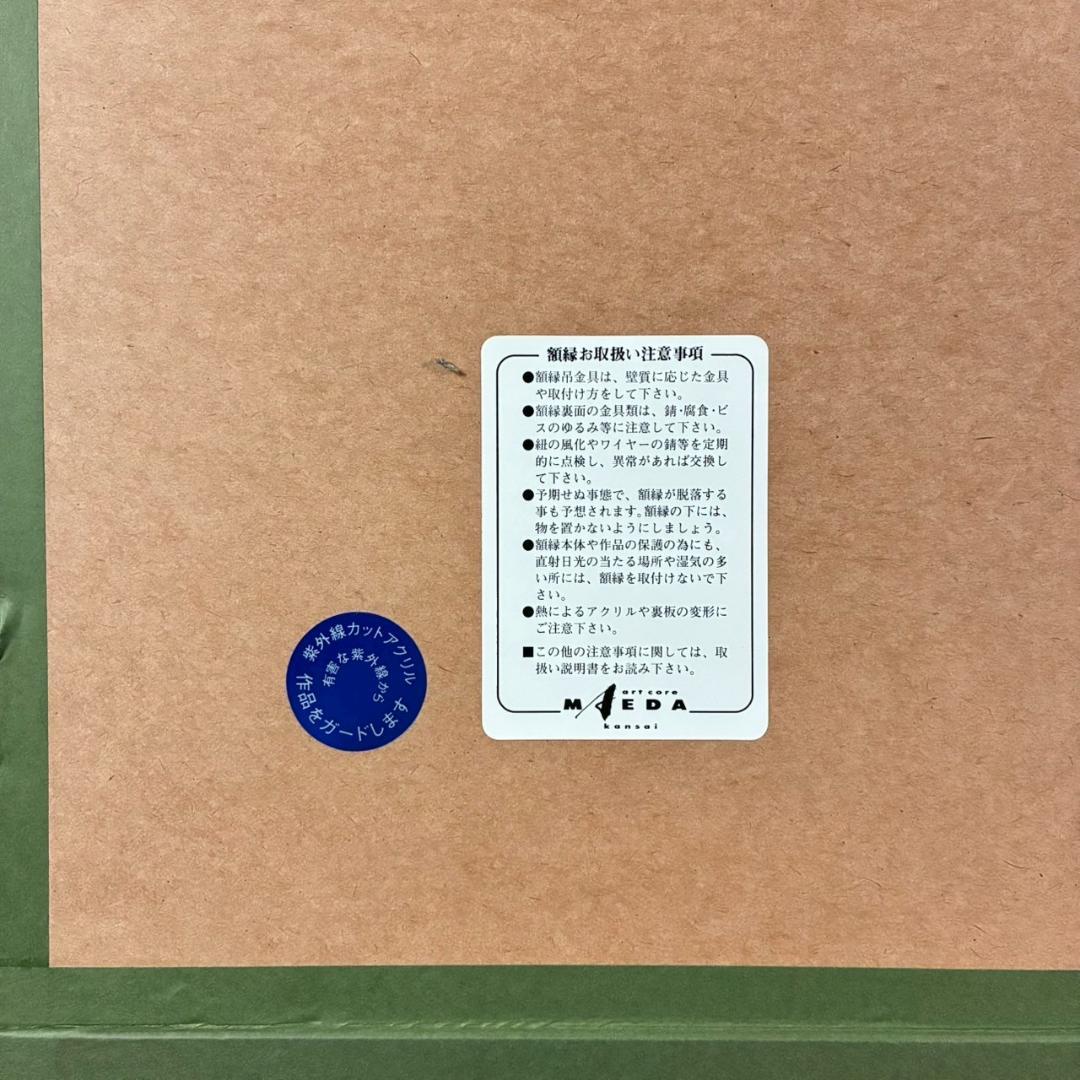 額縁お取扱い注意事項
●額縁吊金具は、壁質に応じた金具
や取付け方をして下さい。
●額縁裏面の金具類は、錆・腐食・ビ
スのゆるみ等に注意して下さい。
●紐の風化やワイヤーの錆等を定期
的に点検し、異常があれば交換し
て下さい。
●予期せぬ事態で、額縁が脱落する
事も予想されます。額縁の下には、
物を置かないようにしましょう。
●額縁本体や作品の保護の為にも、
直射日光の当たる場所や湿気の多
い所には、額縁を取付けないで下
さい。
●熱によるアクリルや裏板の変形に
ご注意下さい。
■この他の注意事項に関しては、取
扱い説明書をお読み下さい。
art core
MAEDA
kansai
紫外線カットアクリル
有害な紫外線から
作品をガードします